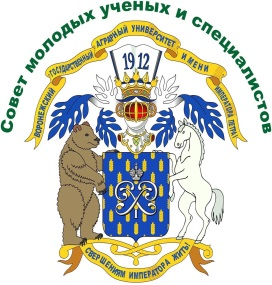 Совет молодых ученых и специалистов
ВОРОНЕЖСКИЙ ГОСУДАРСТВЕННЫЙ АГРАРНЫЙ УНИВЕРСИТЕТ ИМЕНИ ИМПЕРАТОРА ПЕТРА I
1912
СВЕРШЕНИЯМ ИМПЕРАТОРА ЖИТЬ!